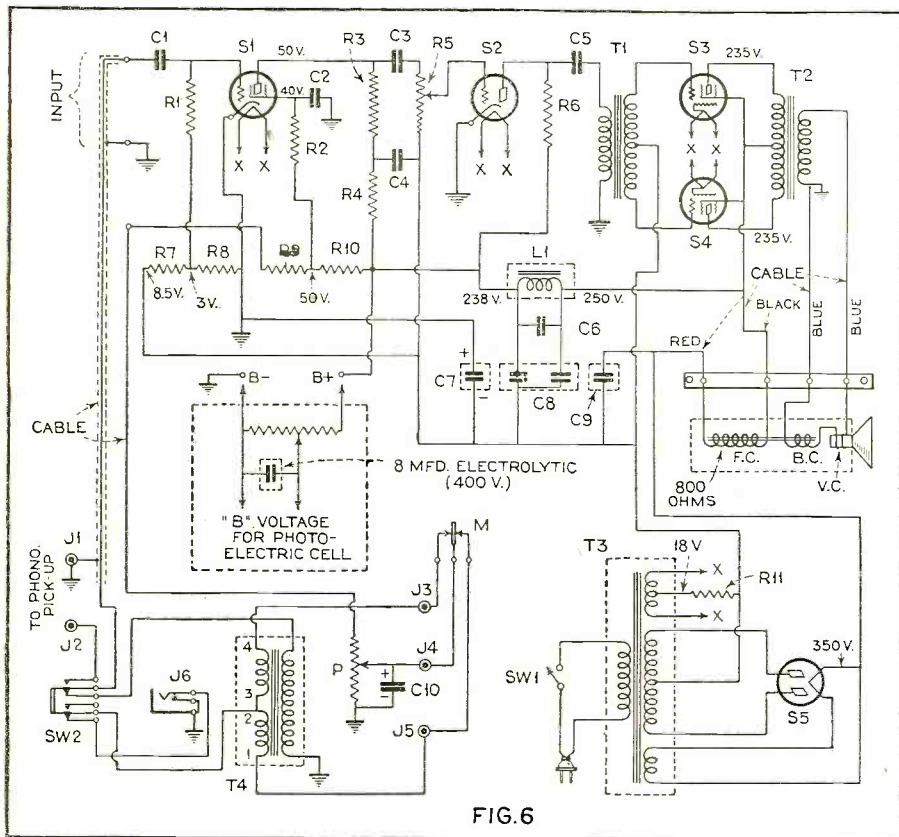 C1
S1
50 V.
R3
C3
R5
S2
C5
T1
S3
235 V.
T2
INPUT
R1
40V.
C2
R2
X X
C4
R4
X X
R6
X X
X X
S4
235 V.
R7
R8
R9
R10
L1
8.5V.
3V.
50 V.
238 V.
250 V.
C6
CABLE
BLACK
BLUE
BLUE
RED
+
C7
–
C8
C9
B-
B+
CABLE
8 MFD. ELECTROLYTIC
(400 V.)
F.C.
B.C.
V.C.
800
OHMS
"B" VOLTAGE
FOR PHOTO-
ELECTRIC CELL
M
J1
TO PHONO.
PICK-UP
J2
J3
J4
J5
J6
SW2
4
3
2
1
T4
P
+
C10
–
T3
18 V
X
R11
X
SW1
350 V.
S5
FIG.6